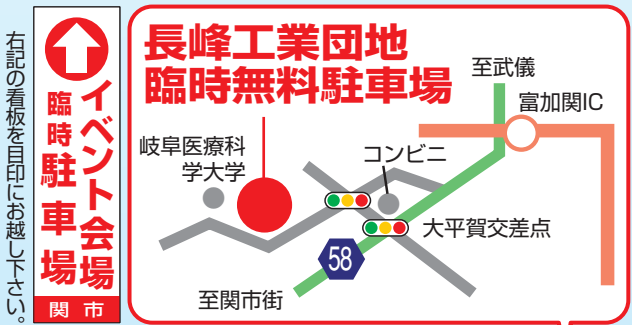 右記の看板を目印にお越し下さい。
イベント会場
臨時駐車場
関市
長峰工業団地
臨時無料駐車場
至武儀
富加関IC
岐阜医療科
学大学
コンビニ
大平賀交差点
58
至関市街